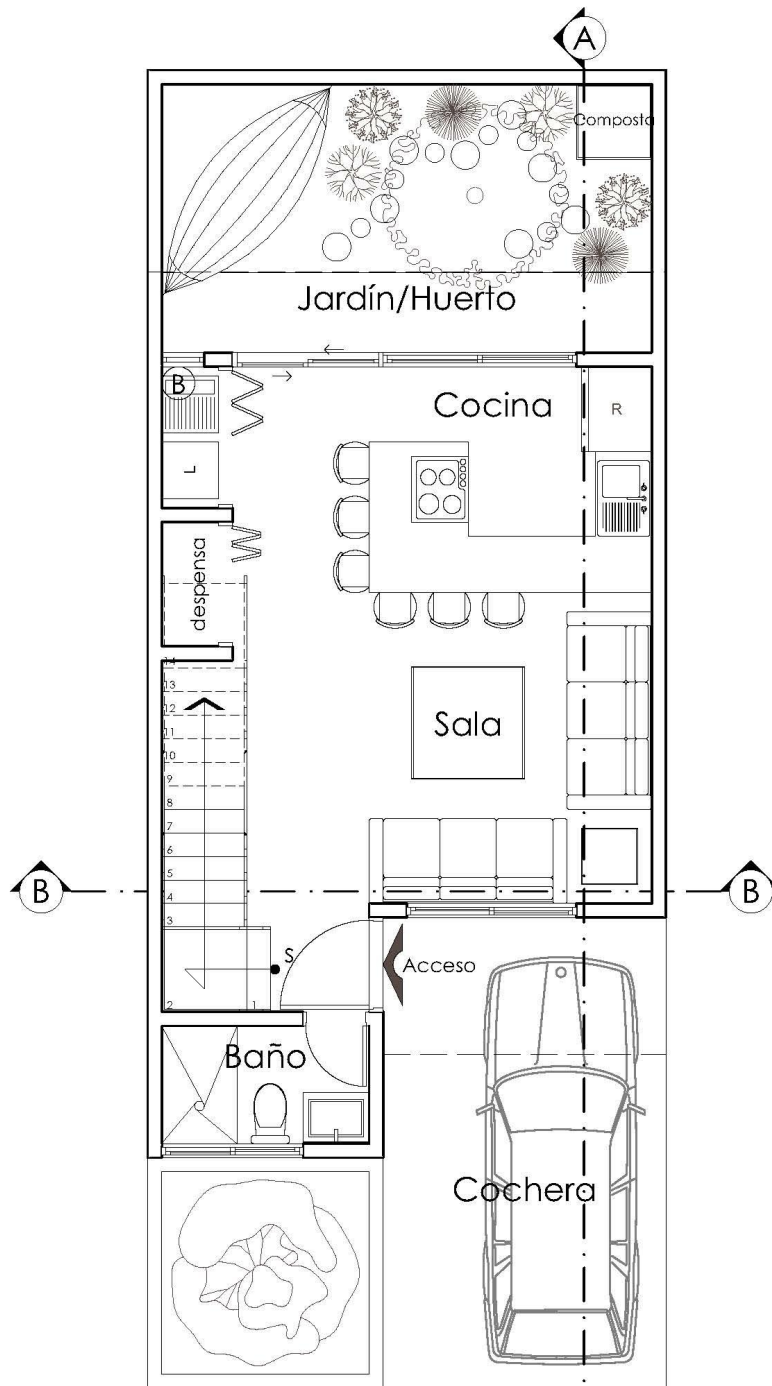 A
Composta
Jardín/Huerto
B
Cocina
R
L
despensa
14
13
12
11
10
9
8
7
6
5
4
3
Sala
B
B
S
Acceso
2
1
Baño
Cochera